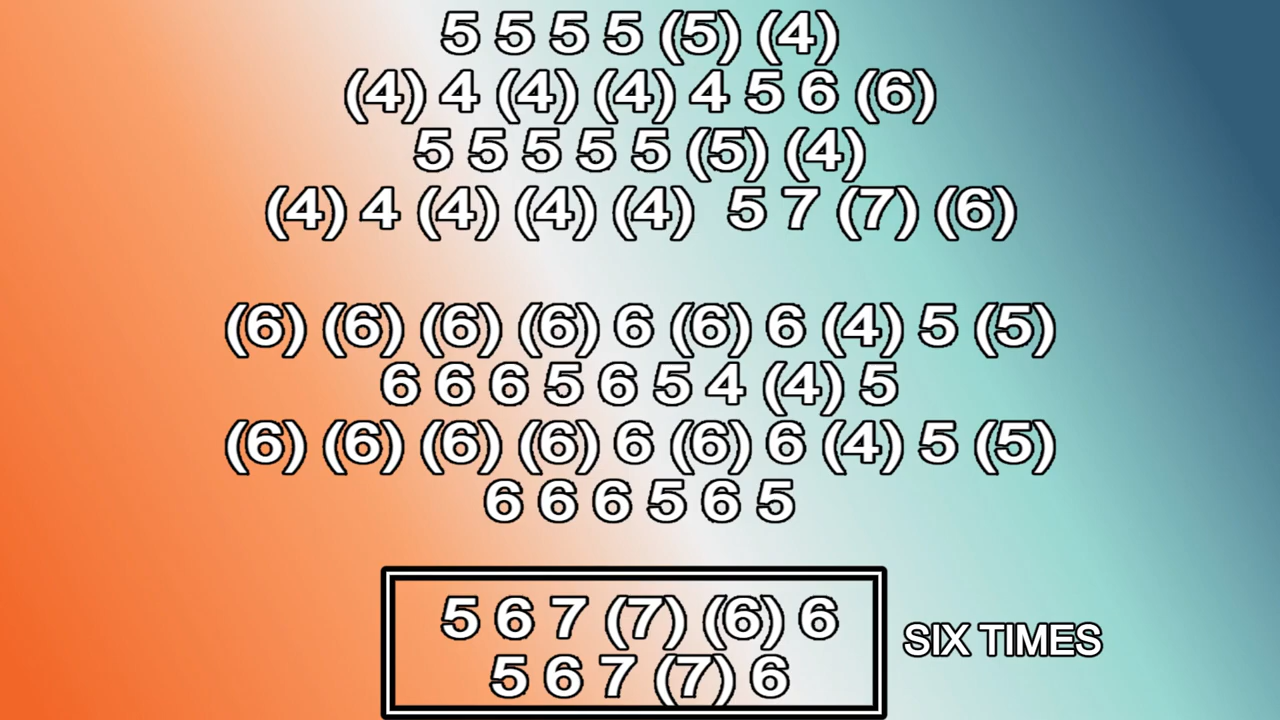 5 5 5 5 (5) (4)
(4) 4 (4) (4) 4 5 6 (6)
5 5 5 5 5 (5) (4)
(4) 4 (4) (4) (4) 5 7 (7) (6)
(6) (6) (6) (6) 6 (6) 6 (4) 5 (5)
6 6 6 5 6 5 4 (4) 5
(6) (6) (6) (6) 6 (6) 6 (4) 5 (5)
6 6 6 5 6 5
5 6 7 (7) (6) 6
5 6 7 (7) 6
SIX TIMES